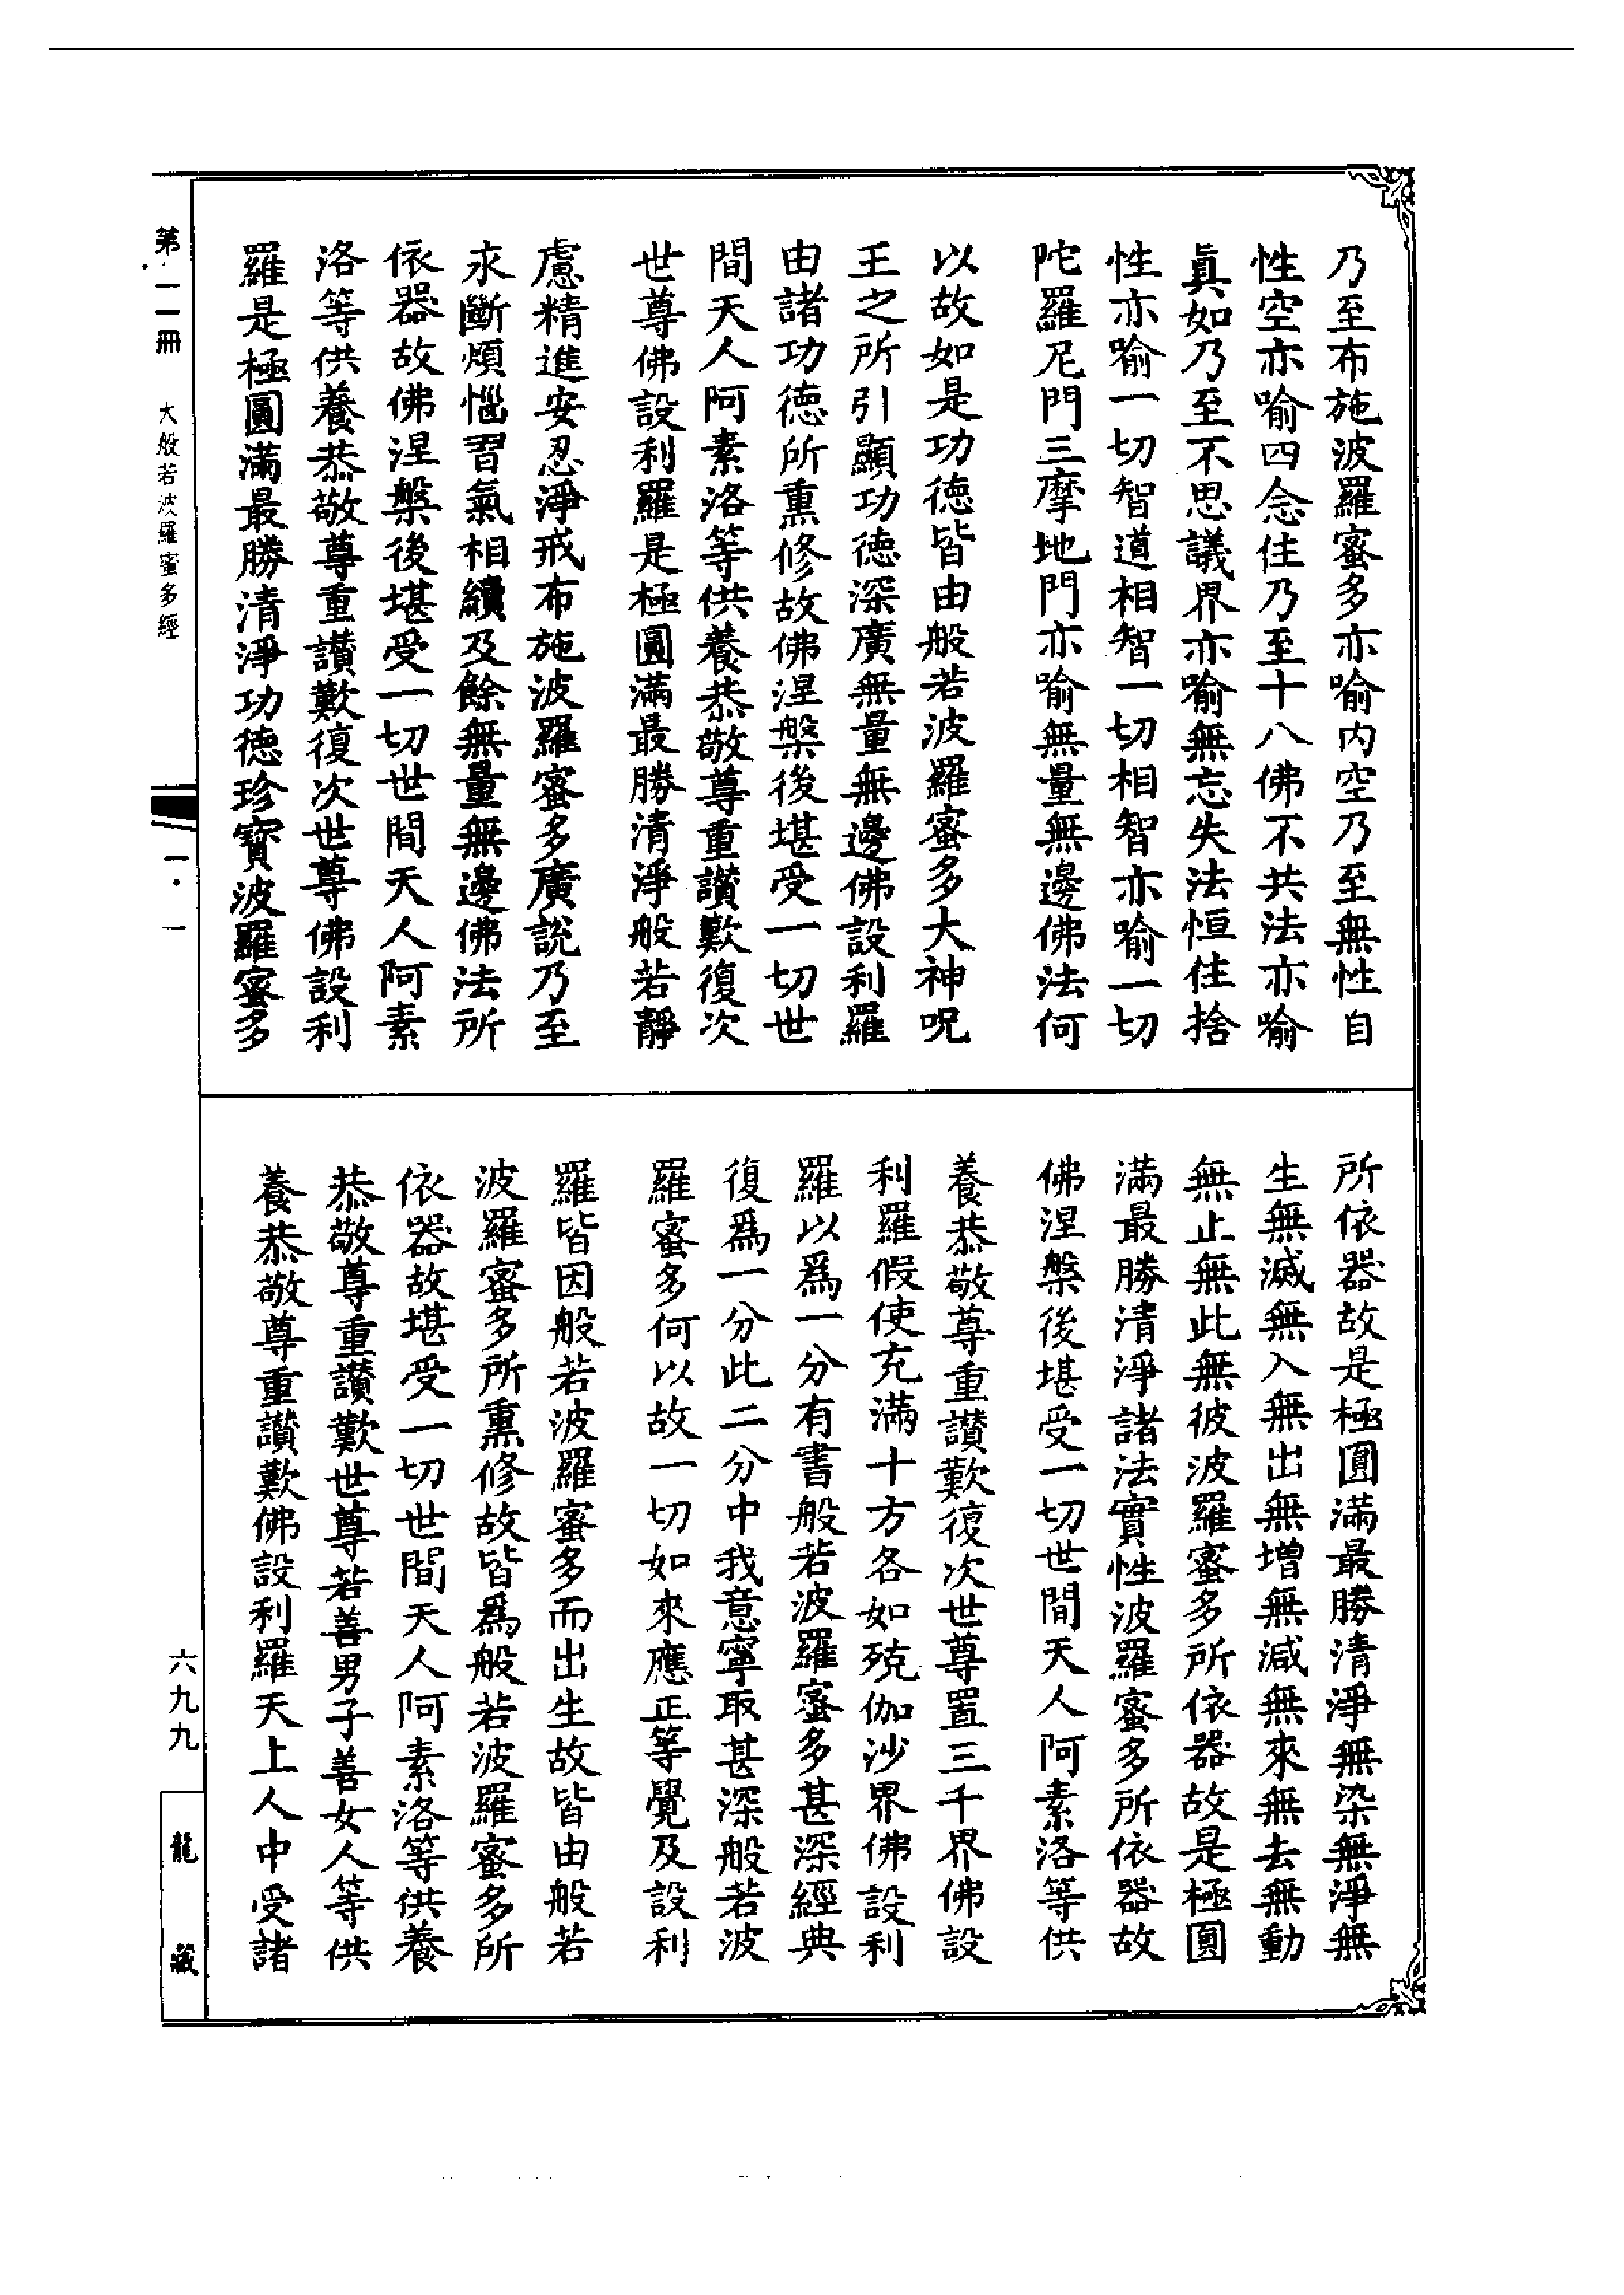 乃至布施波羅蜜多亦喻内空乃至無性自
性空亦喻四念住乃至十八佛不共法亦喻
真如乃至不思議界亦喻無忘失法恒住捨
性亦喻一切智道相智一切相智亦喻一切
陀羅尼門三摩地門亦喻無量無邊佛法何
以故如是功德皆由般若波羅蜜多大神呪
王之所引顯功德深廣無量無邊佛設利羅
由諸功德所熏修故佛涅槃後堪受一切世
間天人阿素洛等供養恭敬尊重讃歎復次
世尊佛設利羅是極圓滿最勝清淨般若靜
慮精進安忍淨戒布施波羅蜜多廣說乃至
永斷煩惱習氣相續及餘無量無邊佛法所
依器故佛涅槃後堪受一切世間天人阿素
洛等供養恭敬尊重讃歎復次世尊佛設利
羅是極圓滿最勝清淨功德珍寶波羅蜜多
所依器故是極圓滿最勝清淨無染無淨無
生無滅無入無出無增無減無來無去無動
無止無此無彼波羅蜜多所依器故是極圓
滿最勝清淨諸法實性波羅蜜多所依器故
佛涅槃後堪受一切世間天人阿素洛等供
養恭敬尊重讃歎復次世尊置三千界佛設
利羅假使充滿十方各如殑伽沙界佛設利
羅以爲一分有書般若波羅蜜多甚深經典
復爲一分此二分中我意寧取甚深般若波
羅蜜多何以故一切如來應正等覺及設利
羅皆因般若波羅蜜多而出生故皆由般若
波羅蜜多所熏修故皆爲般若波羅蜜多所
依器故堪受一切世間天人阿素洛等供養
恭敬尊重讃歎世尊若善男子善女人等供
養恭敬尊重讃歎佛設利羅天上人中受諸
第一一冊 大般若波羅蜜多經
一·一
六九九
龍藏